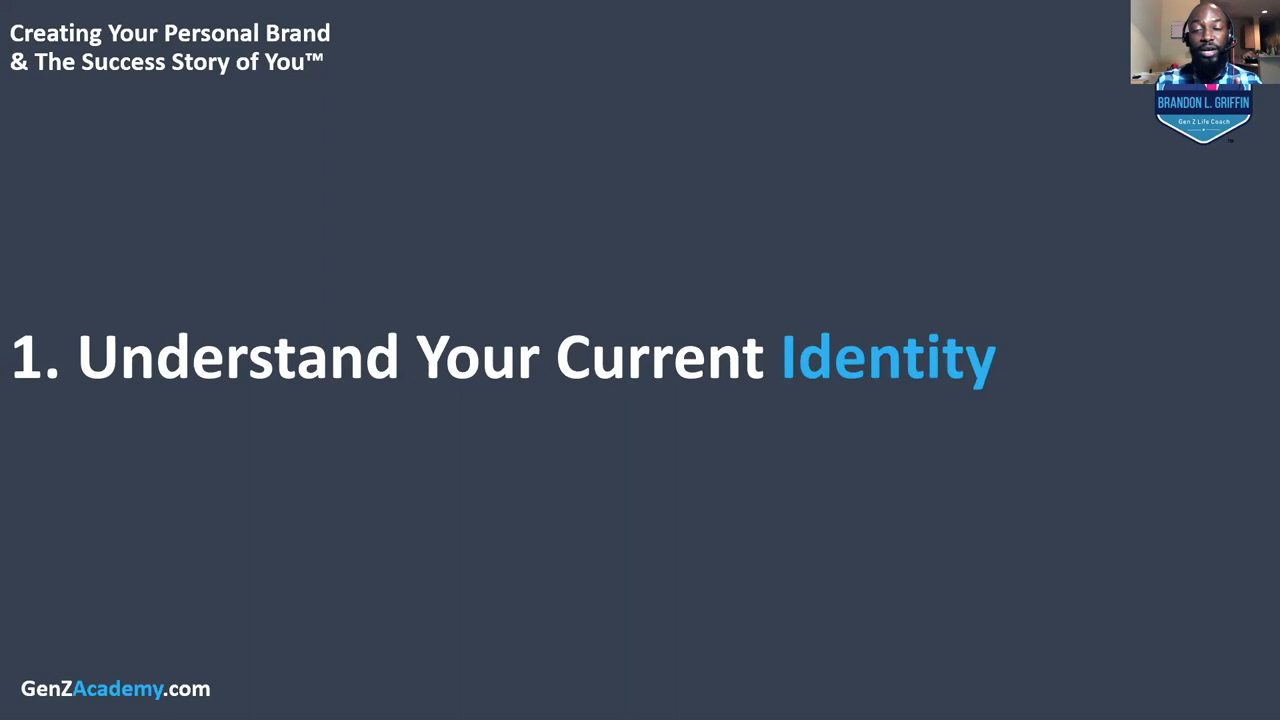 Creating Your Personal Brand
& The Success Story of You™
BRANDON L. GRIFFIN
Gen Z Life Coach
1. Understand Your Current Identity
GenZAcademy.com